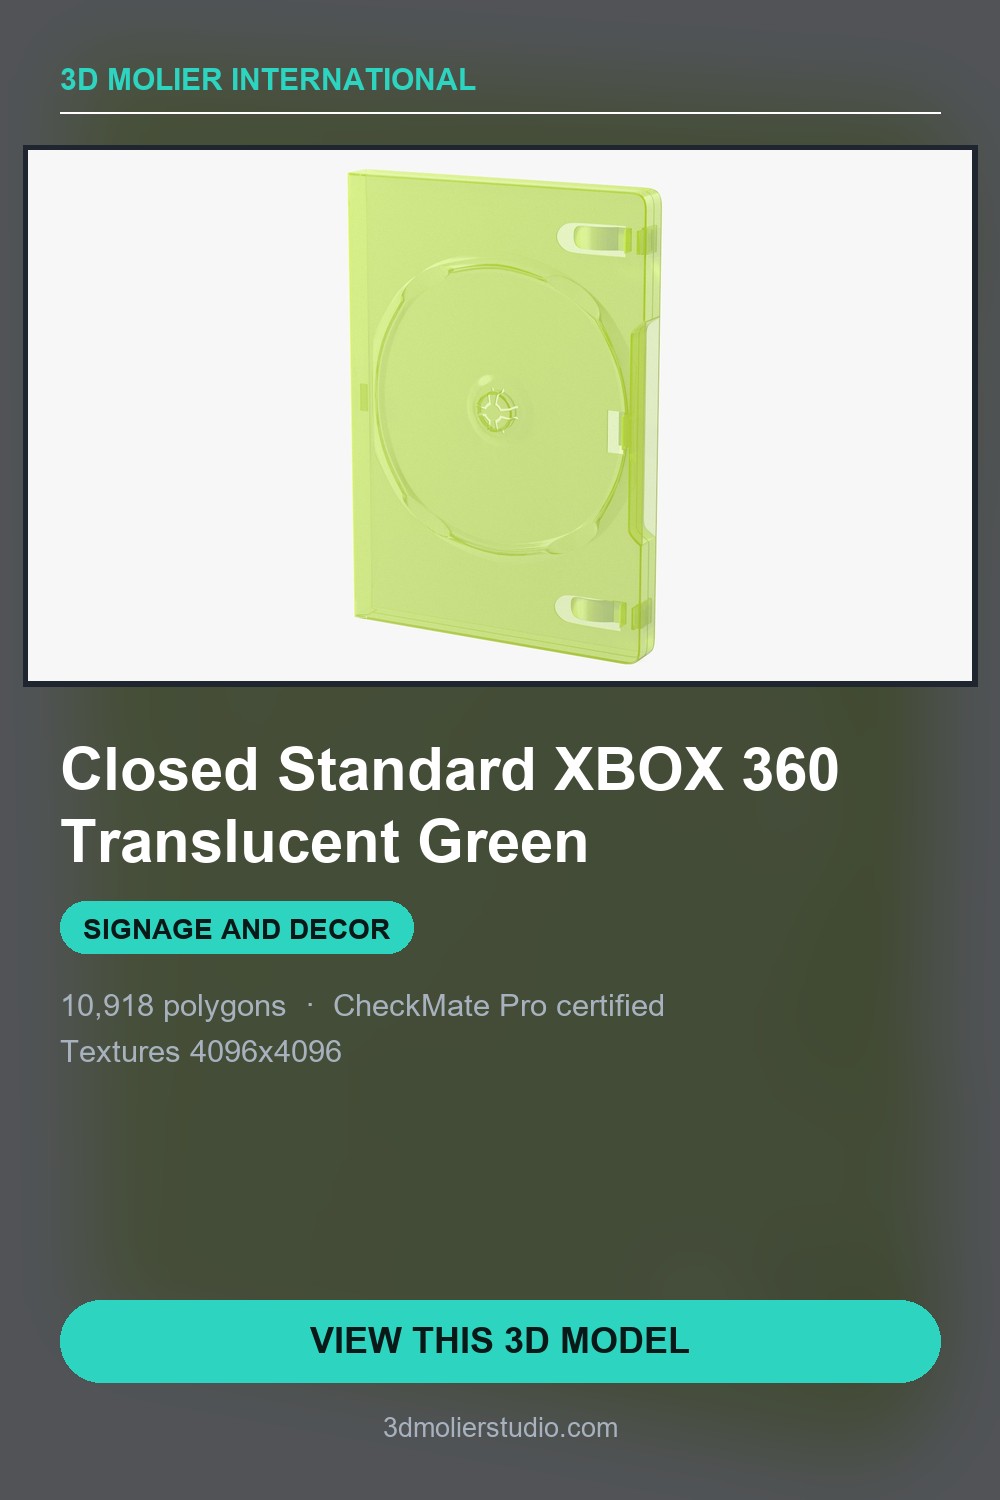 3D MOLIER INTERNATIONAL
Closed Standard XBOX 360
Translucent Green
SIGNAGE AND DECOR
10,918 polygons · CheckMate Pro certified
Textures 4096x4096
VIEW THIS 3D MODEL
3dmolierstudio.com